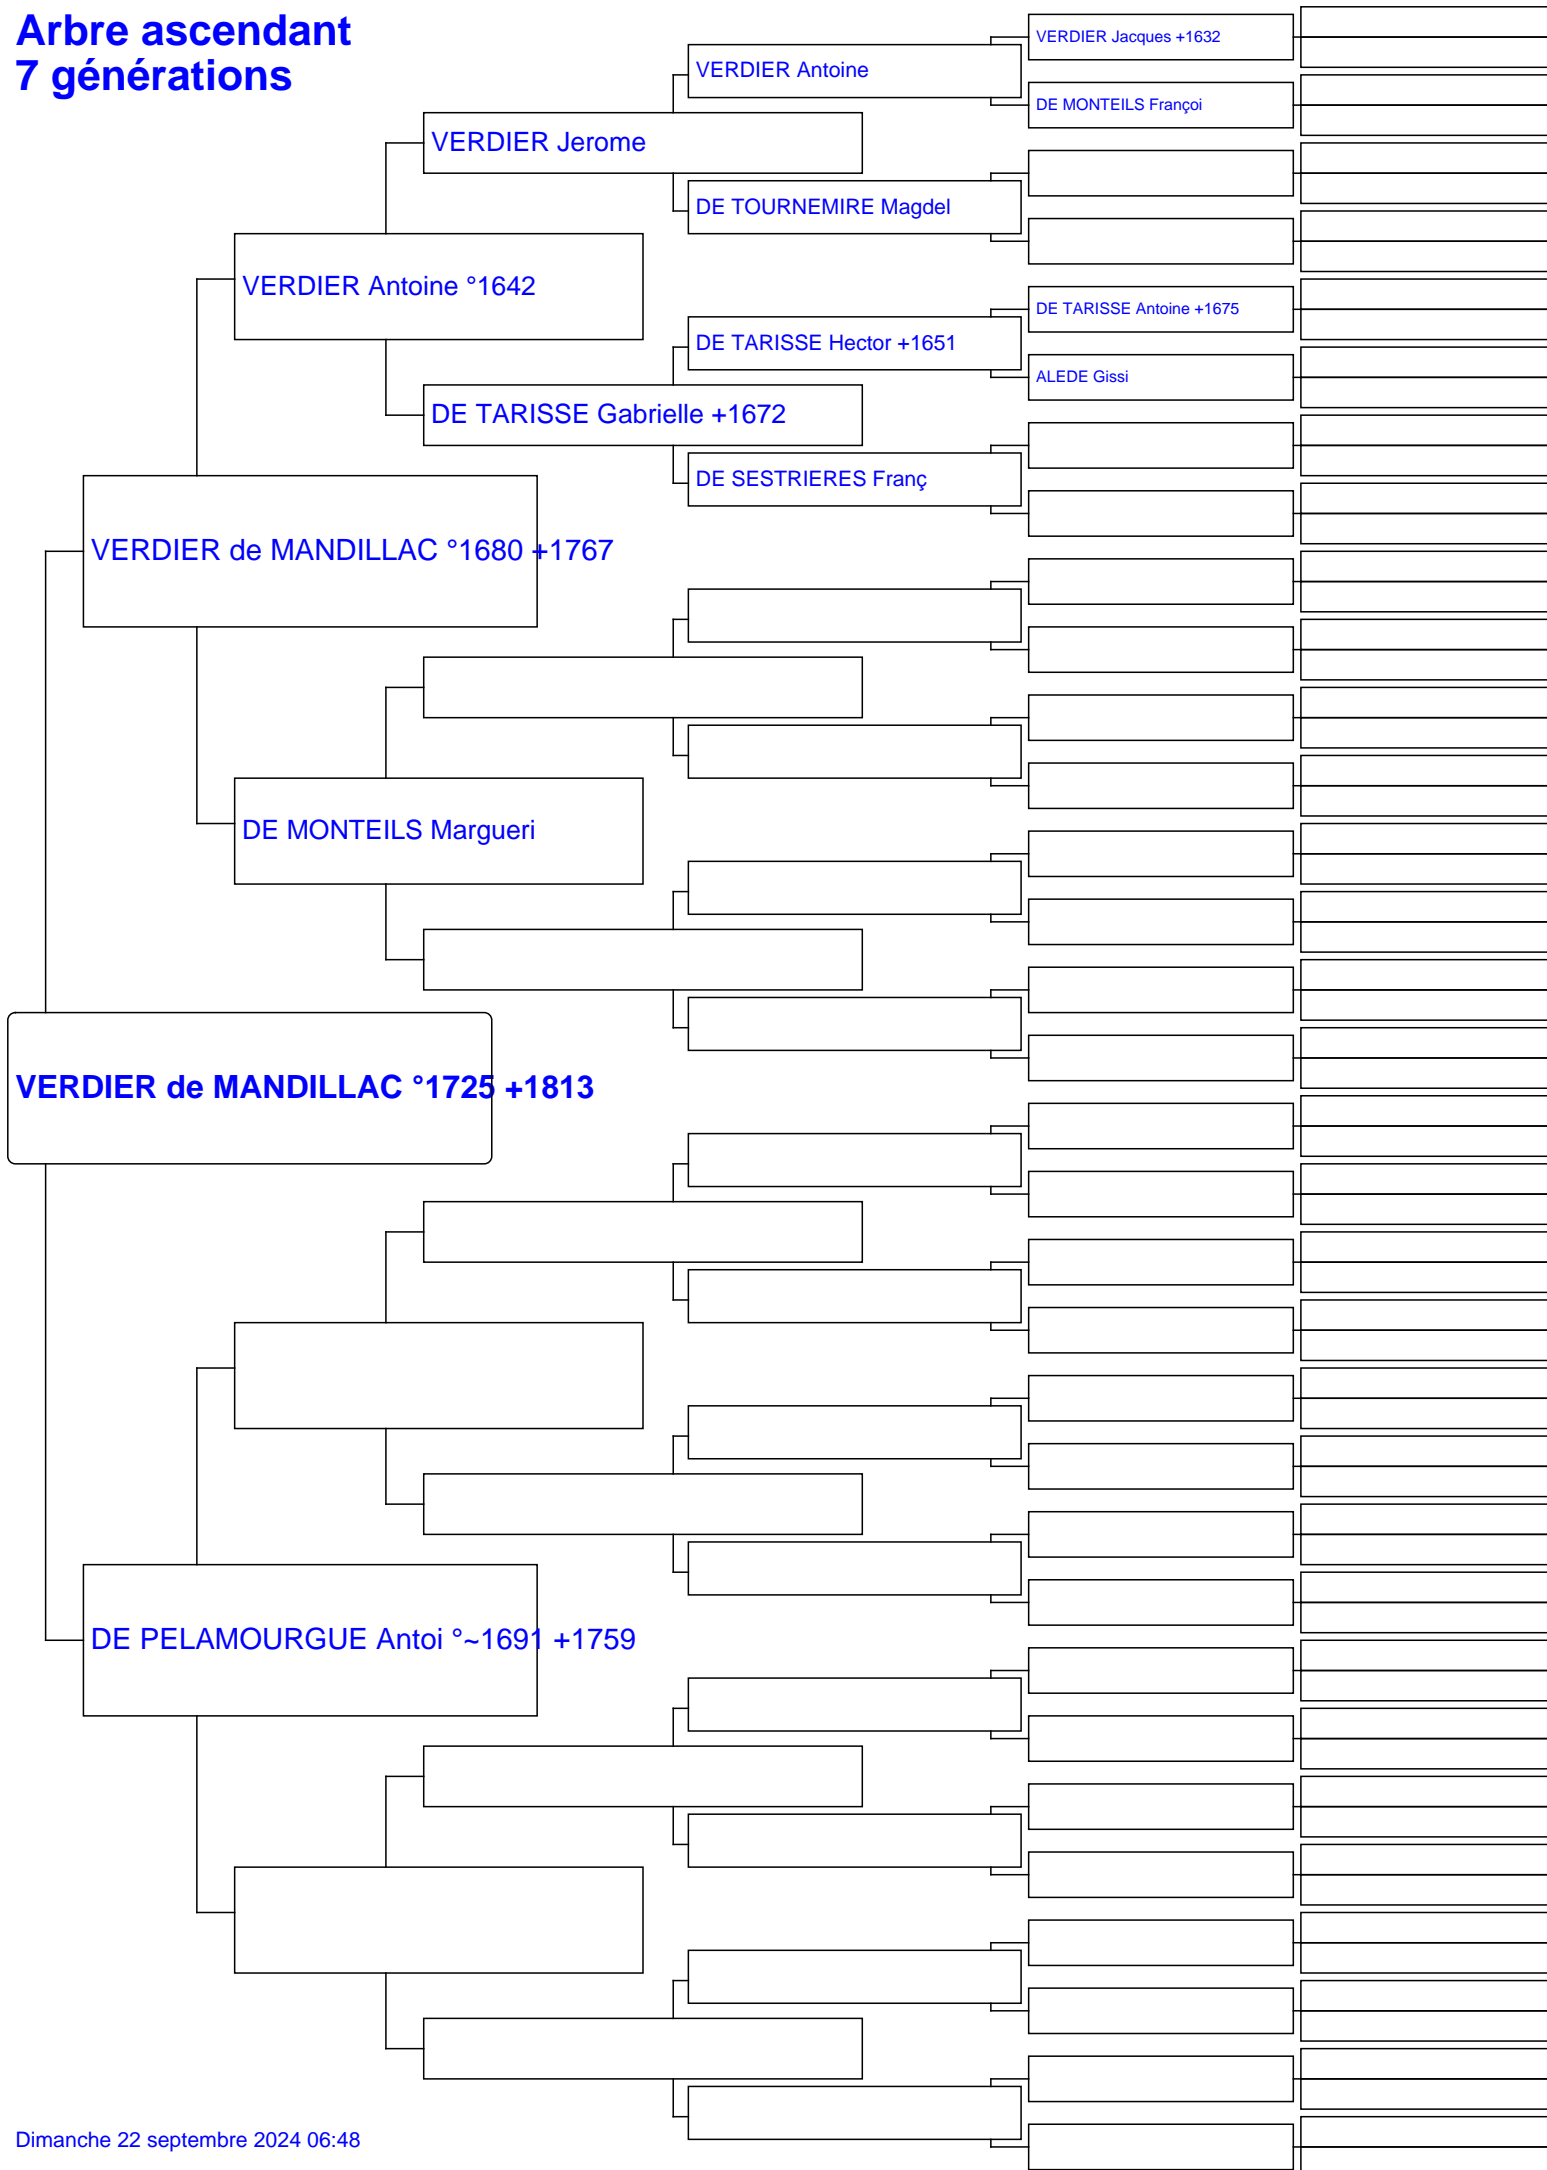 Arbre ascendant
7 générations
VERDIER Jacques +1632
VERDIER Antoine
DE MONTEILS Françoi
VERDIER Jerome
DE TOURNEMIRE Magdel
VERDIER Antoine °1642
DE TARISSE Antoine +1675
DE TARISSE Hector +1651
ALEDE Gissi
DE TARISSE Gabrielle +1672
DE SESTRIERES Franç
VERDIER de MANDILLAC °1680 +1767
DE MONTEILS Margueri
VERDIER de MANDILLAC °1725 +1813
DE PELAMOURGUE Antoi °~1691 +1759
Dimanche 22 septembre 2024 06:48